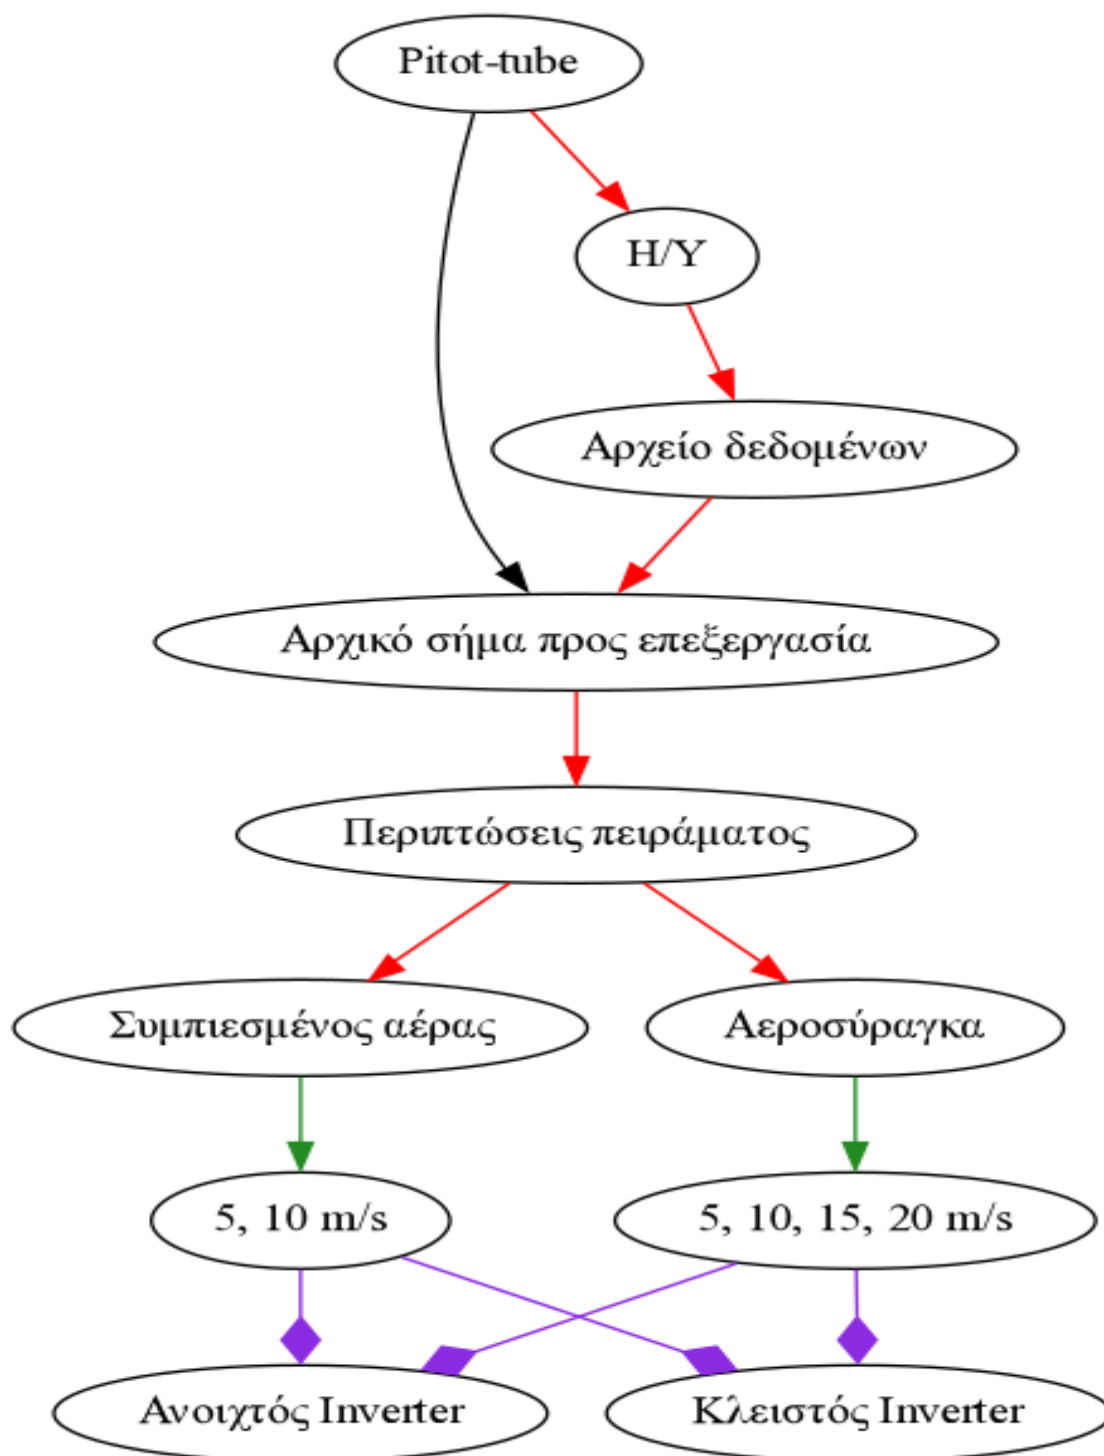 Pitot-tube
Η/Υ
Αρχείο δεδομένων
Αρχικό σήμα προς επεξεργασία
Περιπτώσεις πειράματος
Συμπιεσμένος αέρας
Αεροσύραγκα
5, 10 m/s
5, 10, 15, 20 m/s
Ανοιχτός Inverter
Κλειστός Inverter